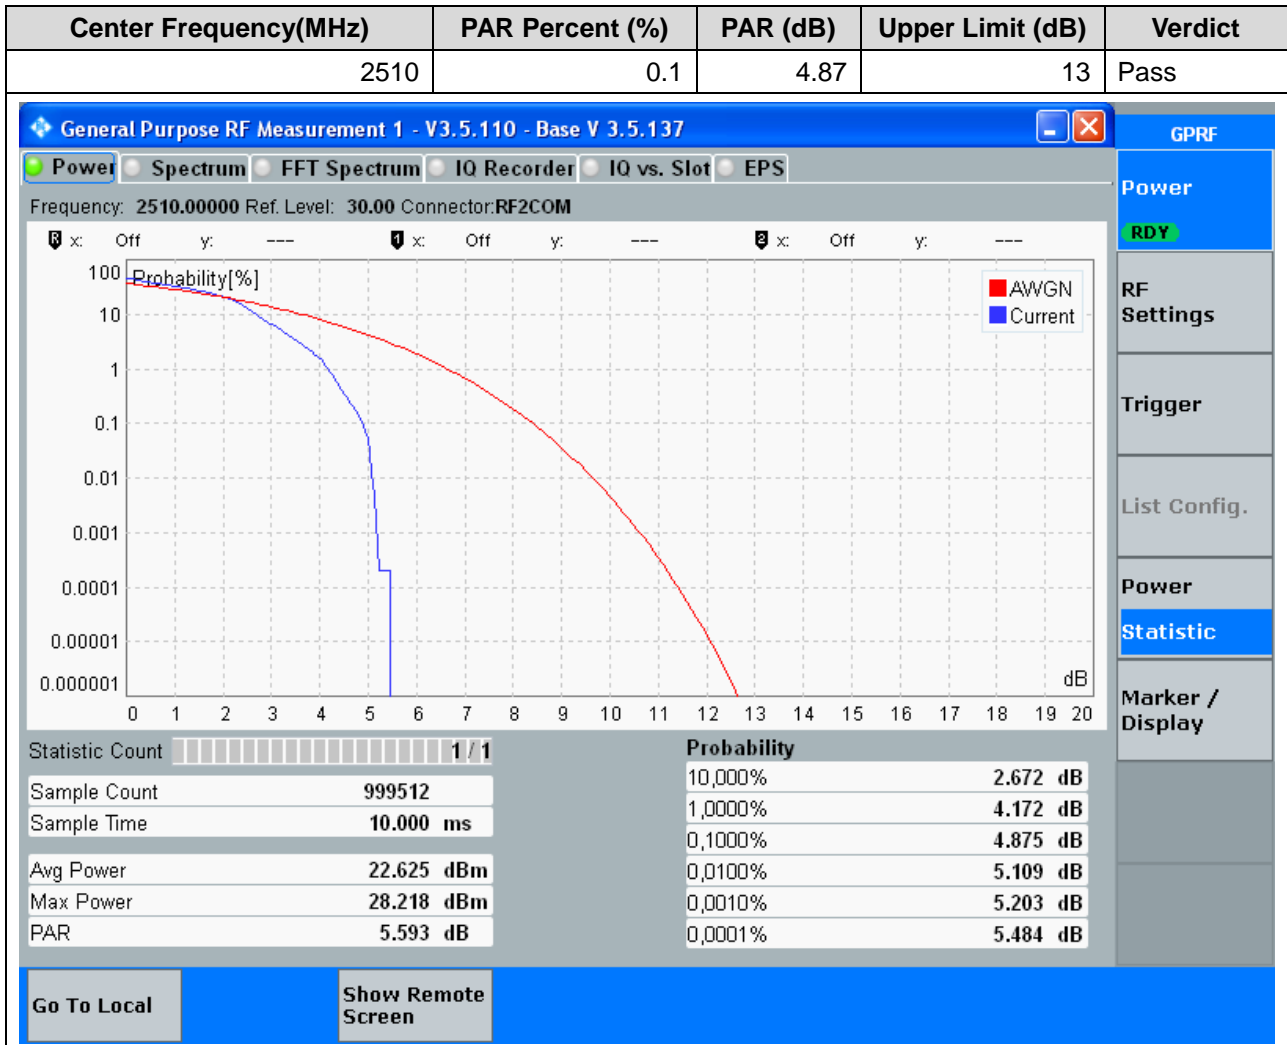 Center Frequency(MHz) PAR Percent (%) PAR (dB) Upper Limit (dB) Verdict
2510 0.1 4.87 13 Pass
General Purpose RF Measurement 1 - V3.5.110 - Base V 3.5.137
GPRF
Power Spectrum FFT Spectrum IQ Recorder IQ vs. Slot EPS
Frequency: 2510.00000 Ref. Level: 30.00 Connector:RF2COM
R x: Off y: --- 1 x: Off y: --- 2 x: Off y: ---
Probability[%]
AWGN
Current
100
10
1
0.1
0.01
0.001
0.0001
0.00001
0.000001
dB
0 1 2 3 4 5 6 7 8 9 10 11 12 13 14 15 16 17 18 19 20
Statistic Count 1 / 1
Sample Count 999512
Sample Time 10.000 ms
Avg Power 22.625 dBm
Max Power 28.218 dBm
PAR 5.593 dB
Probability
10,000% 2.672 dB
1,0000% 4.172 dB
0,1000% 4.875 dB
0,0100% 5.109 dB
0,0010% 5.203 dB
0,0001% 5.484 dB
Power
RDY
RF
Settings
Trigger
List Config.
Power
Statistic
Marker /
Display
Go To Local
Show Remote
Screen